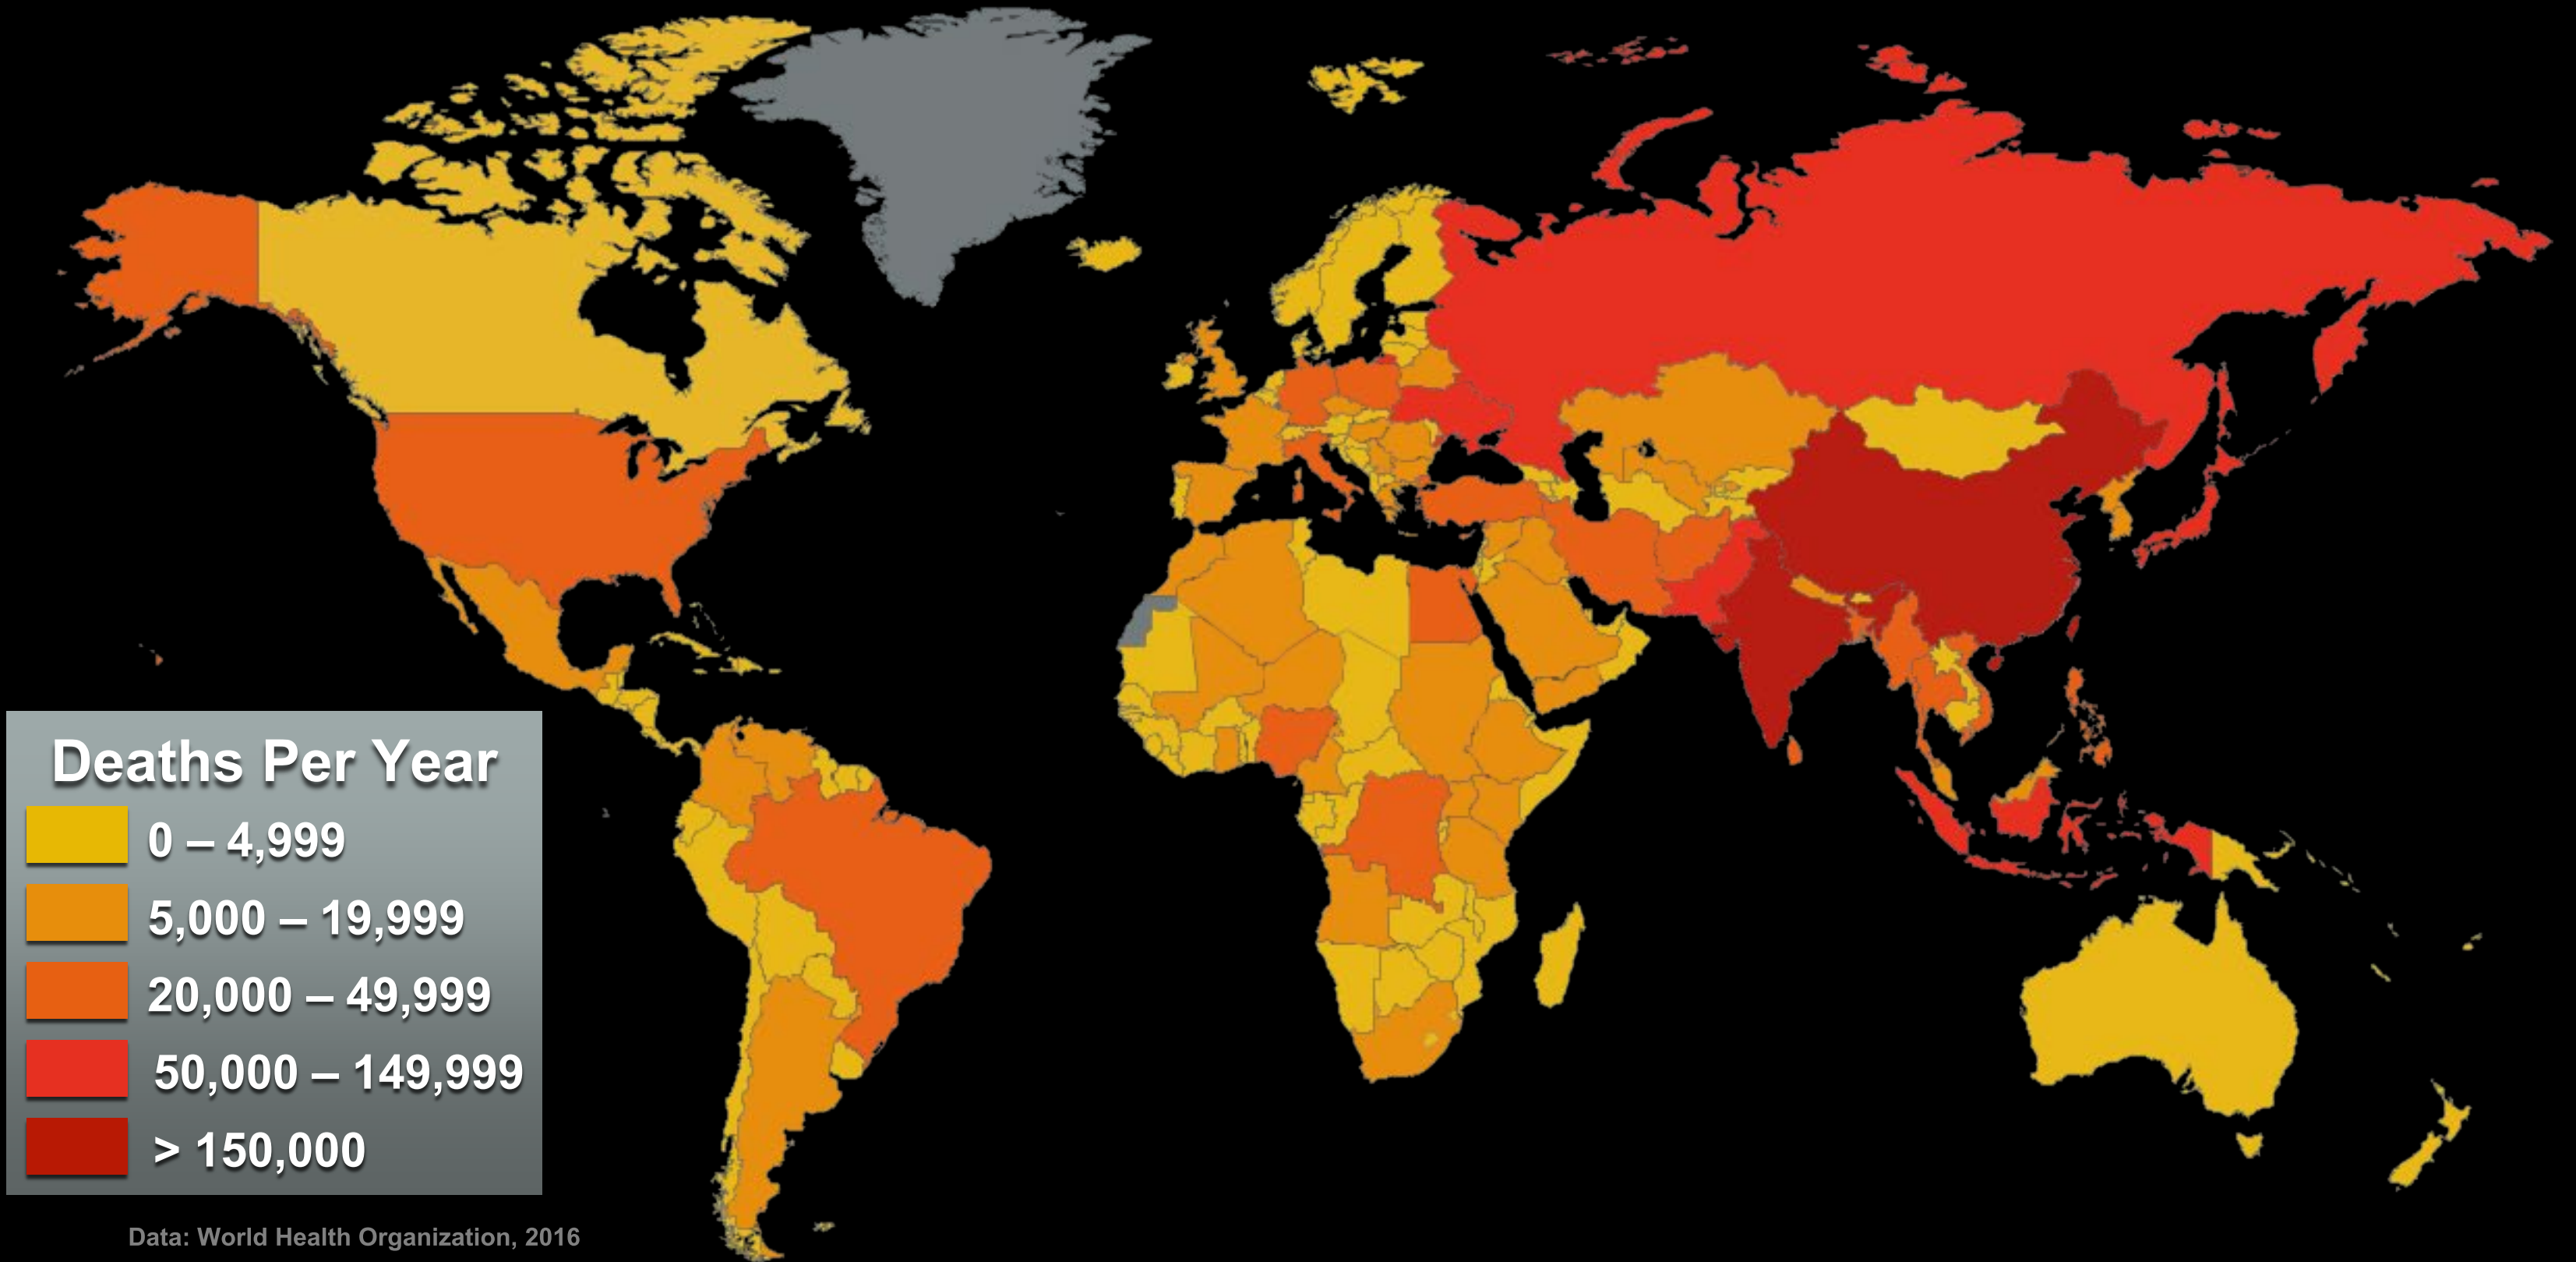 Deaths Per Year
0 – 4,999
5,000 – 19,999
20,000 – 49,999
50,000 – 149,999
> 150,000
Data: World Health Organization, 2016